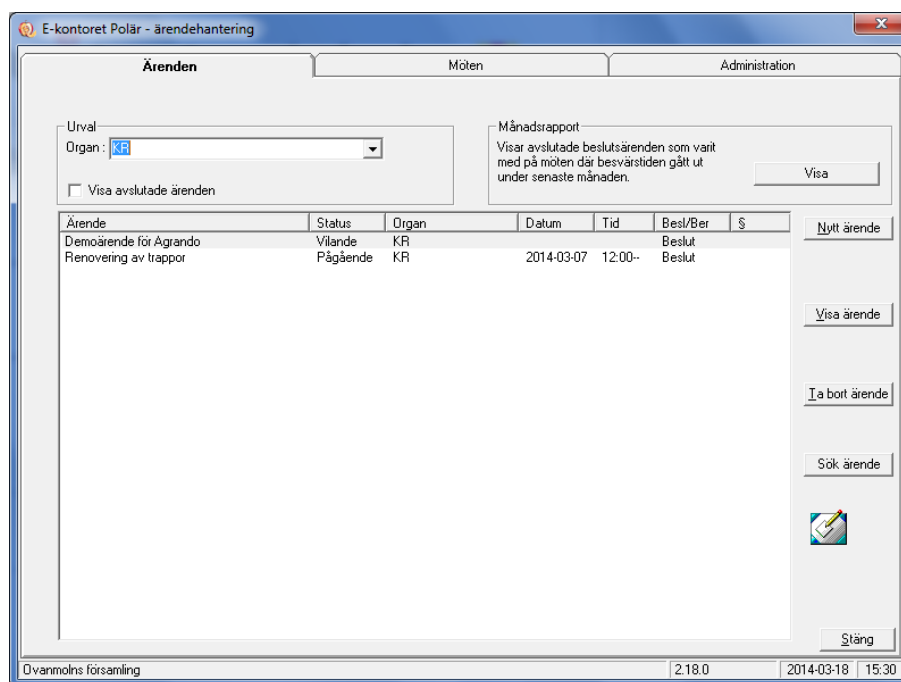 E-kontoret Polär - ärendehantering
Ärenden
Möten
Administration
Urval
Organ : KR
Visa avslutade ärenden
Månadsrapport
Visar avslutade beslutsärenden som varit
med på möten där besvärstiden gått ut
under senaste månaden.
Visa
Ärende Status Organ Datum Tid Besl/Ber §
Demoärende för Agrando Vilande KR Beslut
Renovering av trappor Pågående KR 2014-03-07 12:00-- Beslut
Nytt ärende
Visa ärende
Ta bort ärende
Sök ärende
Stäng
Ovanmolns församling 2.18.0 2014-03-18 15:30